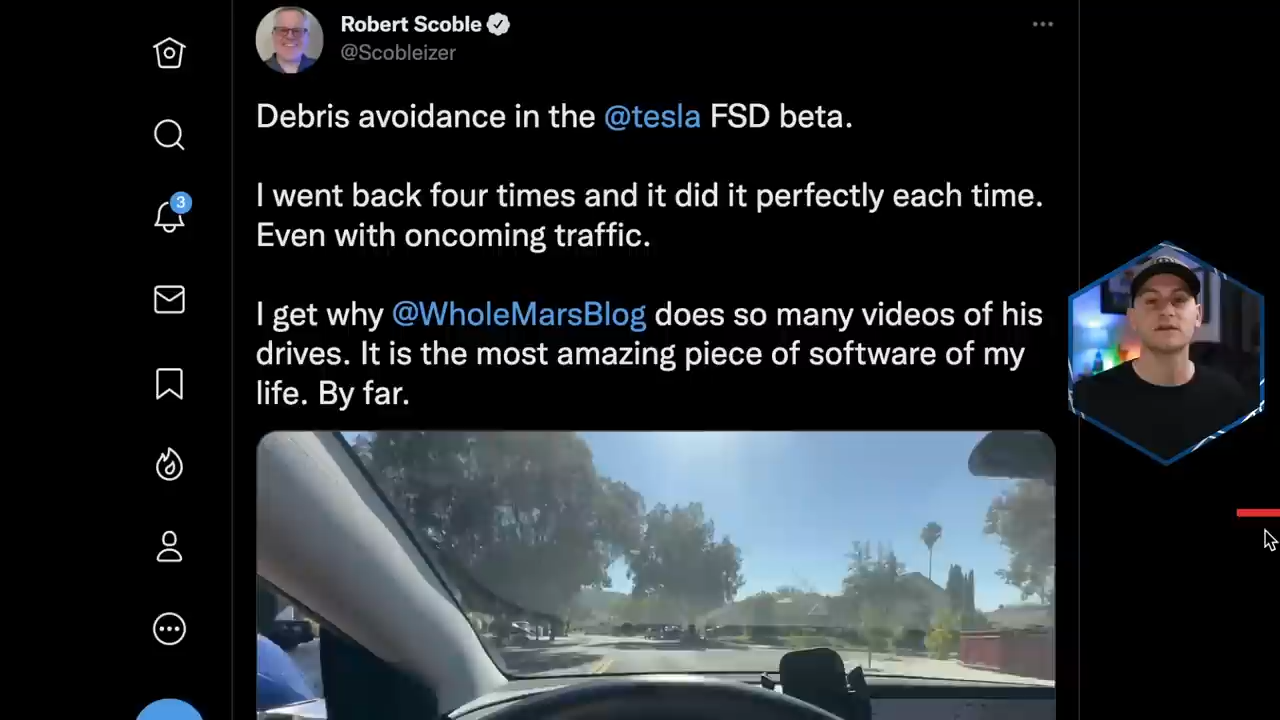 Robert Scoble
@Scobleizer
Debris avoidance in the @tesla FSD beta.
I went back four times and it did it perfectly each time.
Even with oncoming traffic.
3
I get why @WholeMarsBlog does so many videos of his
drives. It is the most amazing piece of software of my
life. By far.